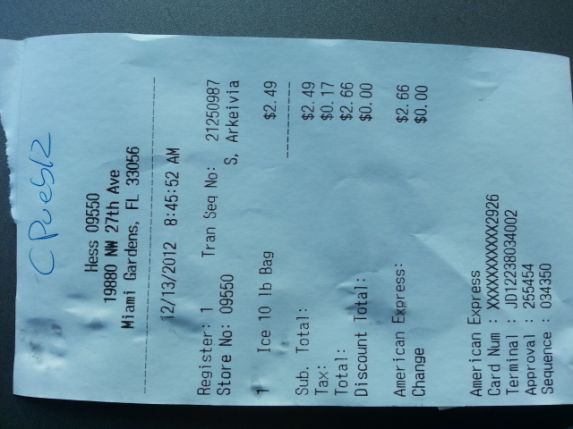 Hess 09550
19880 NW 27th Ave
Miami Gardens, FL 33056
12/13/2012 8:45:52 AM
Register: 1 Tran Seq No: 21250987
Store No: 09550 S, Arkeivia
1 Ice 10 lb Bag $2.49
Sub. Total: $2.49
Tax: $0.17
Total: $2.66
Discount Total: $0.00
American Express: $2.66
Change $0.00
American Express
Card Num : XXXXXXXXXXX2926
Terminal : JD12238034002
Approval : 255454
Sequence : 034350